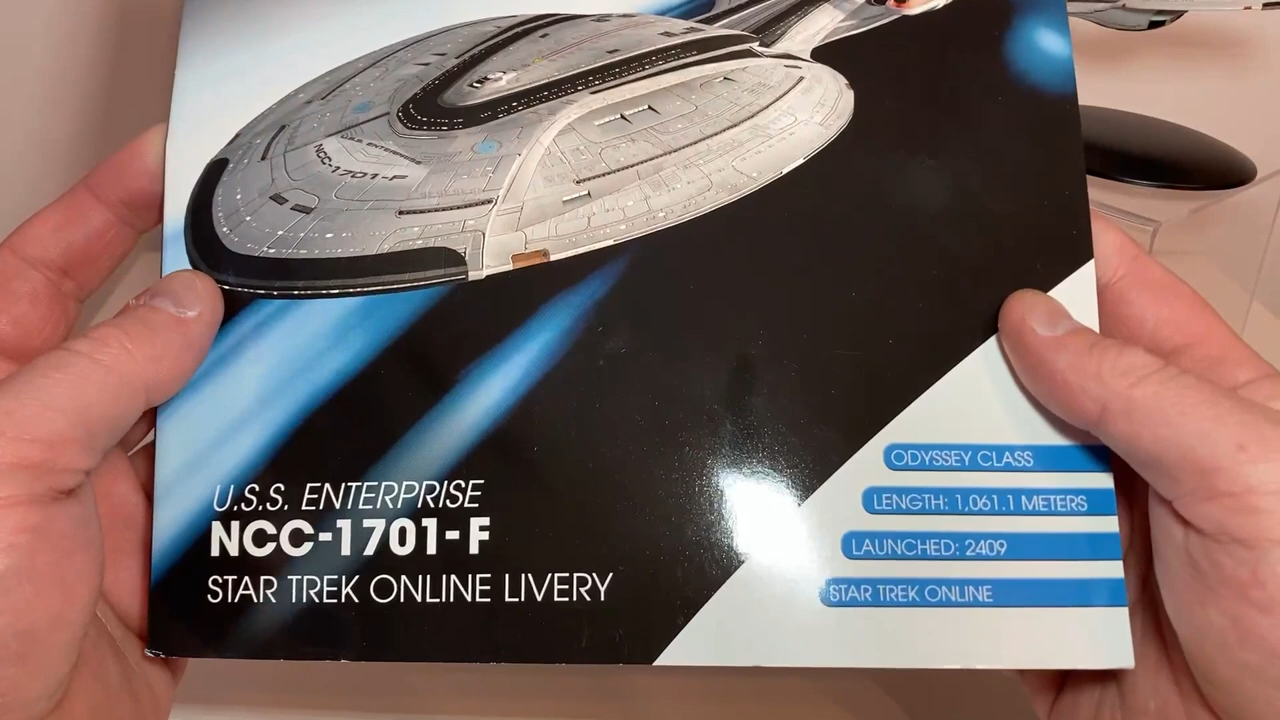 U.S.S. ENTERPRISE
NCC-1701-F
U.S.S. ENTERPRISE
NCC-1701-F
STAR TREK ONLINE LIVERY
ODYSSEY CLASS
LENGTH: 1,061.1 METERS
LAUNCHED: 2409
STAR TREK ONLINE